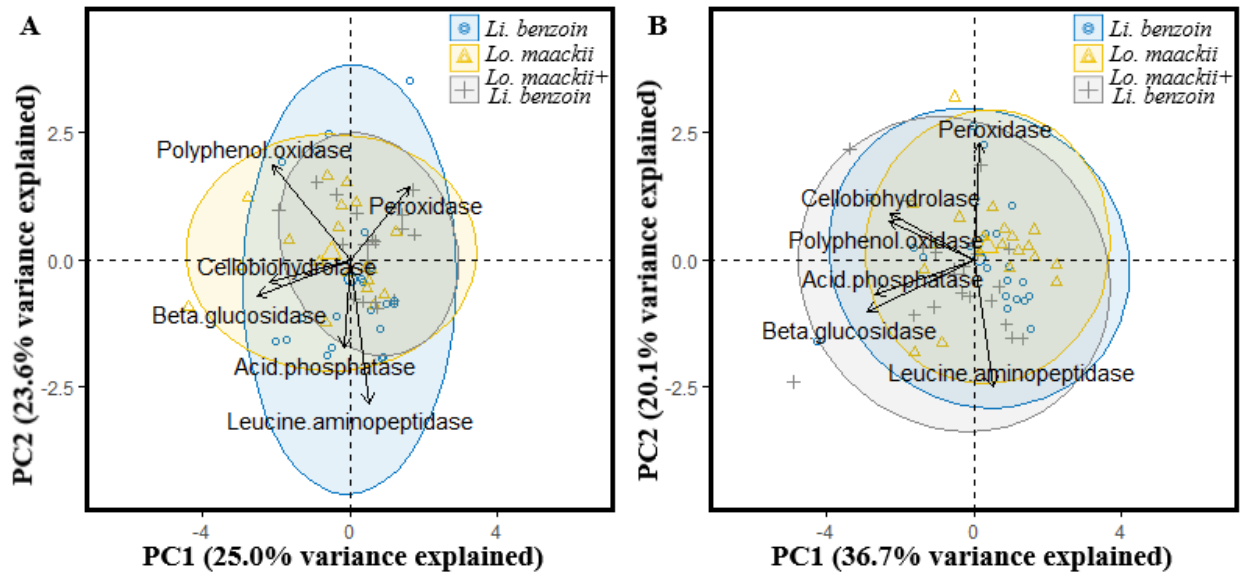 A
Li. benzoin
Lo. maackii
Lo. maackii+
Li. benzoin
PC2 (23.6% variance explained)
2.5
0.0
-2.5
Polyphenol.oxidase
Peroxidase
Cellobiohydrolase
Beta.glucosidase
Acid.phosphatase
Leucine.aminopeptidase
-4
0
4
PC1 (25.0% variance explained)
B
Li. benzoin
Lo. maackii
Lo. maackii+
Li. benzoin
PC2 (20.1% variance explained)
2.5
0.0
-2.5
Peroxidase
Cellobiohydrolase
Polyphenol.oxidase
Acid.phosphatase
Beta.glucosidase
Leucine.aminopeptidase
-4
0
4
PC1 (36.7% variance explained)